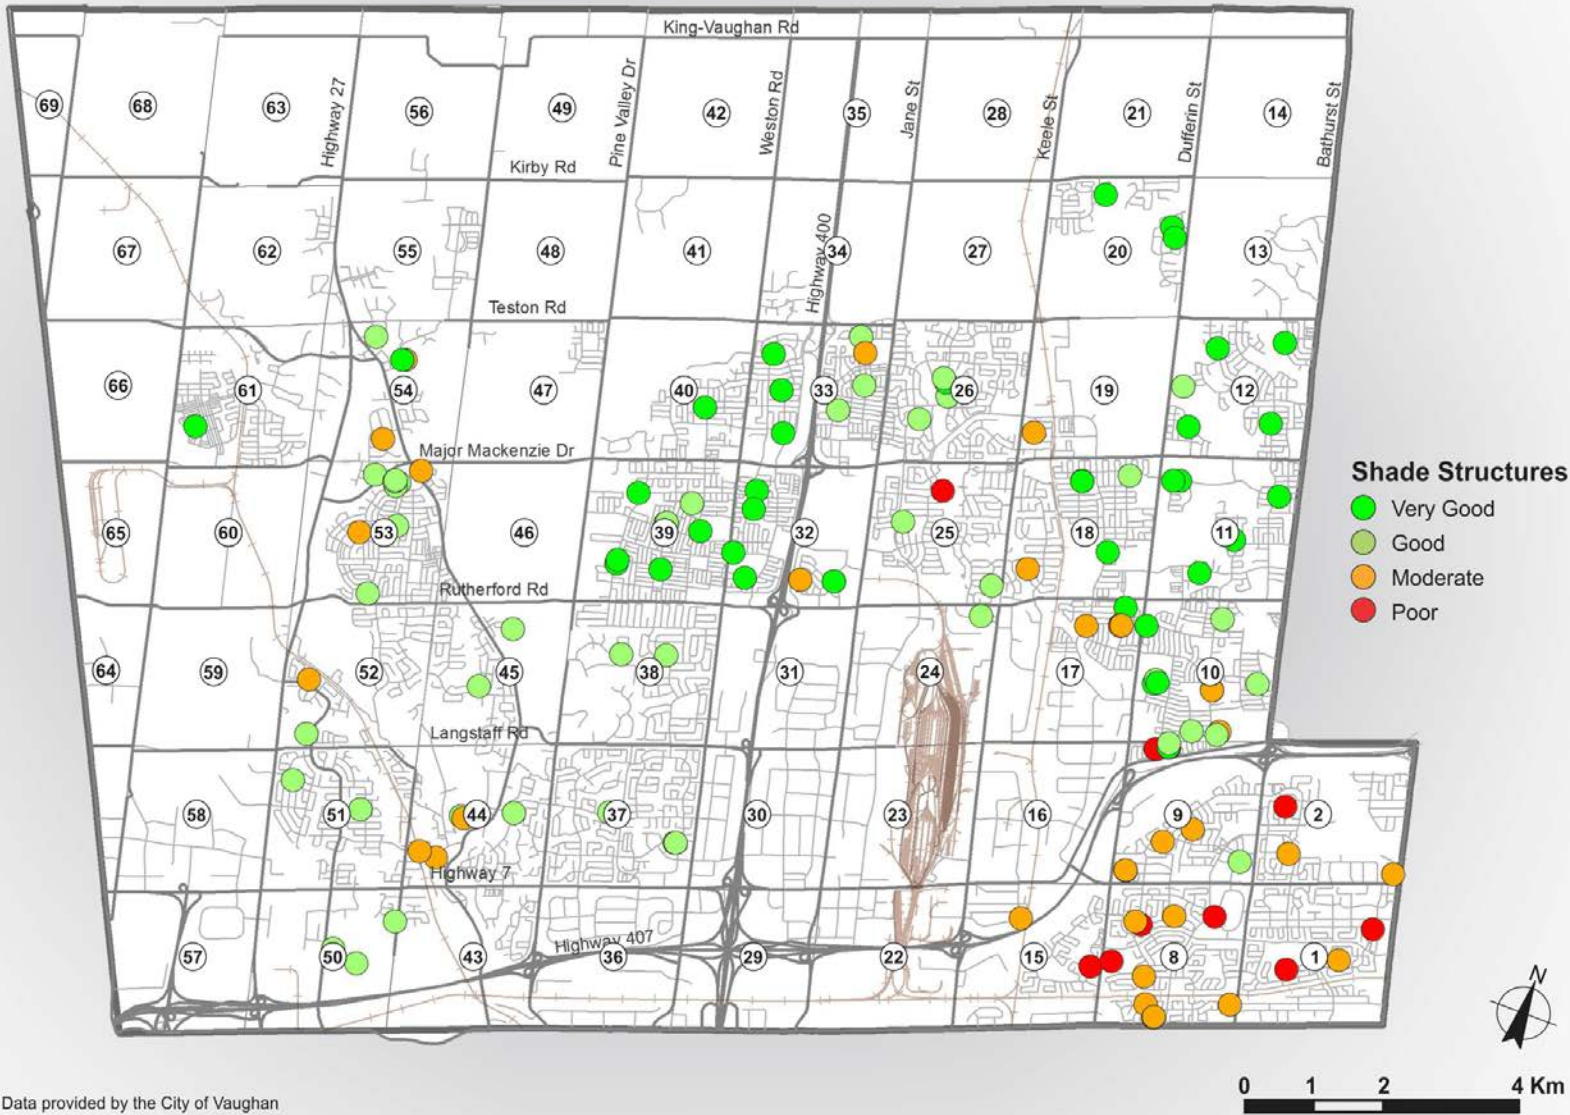 King-Vaughan Rd
69
68
63
Highway 27
56
49
Pine Valley Dr
42
Weston Rd
35
Jane St
28
Keele St
21
Dufferin St
14
Bathurst St
Kirby Rd
67
62
55
48
41
Highway 400
34
27
20
13
Teston Rd
66
61
54
47
40
33
26
19
12
Major Mackenzie Dr
65
60
53
46
39
32
25
18
11
Rutherford Rd
64
59
52
45
38
31
24
17
10
Langstaff Rd
58
51
44
37
30
23
16
9
2
Highway 7
57
50
43
Highway 407
36
29
22
15
8
1
Shade Structures
Very Good
Good
Moderate
Poor
N
0 1 2 4 Km
Data provided by the City of Vaughan